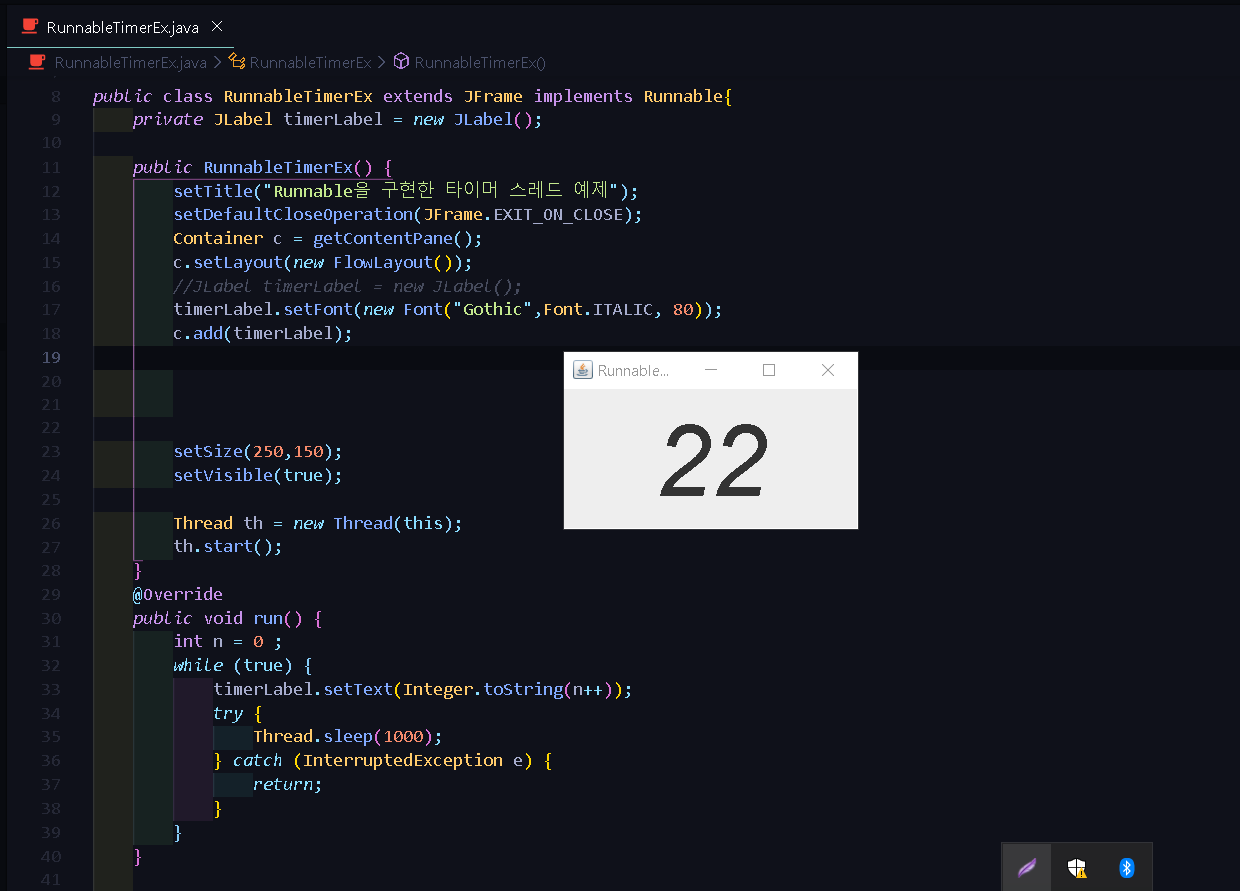 RunnableTimerEx.java
RunnableTimerEx.java > RunnableTimerEx > RunnableTimerEx()
8 public class RunnableTimerEx extends JFrame implements Runnable{
9 private JLabel timerLabel = new JLabel();
10
11 public RunnableTimerEx() {
12 setTitle("Runnable을 구현한 타이머 스레드 예제");
13 setDefaultCloseOperation(JFrame.EXIT_ON_CLOSE);
14 Container c = getContentPane();
15 c.setLayout(new FlowLayout());
16 //JLabel timerLabel = new JLabel();
17 timerLabel.setFont(new Font("Gothic",Font.ITALIC, 80));
18 c.add(timerLabel);
19
20
21
22
23 setSize(250,150);
24 setVisible(true);
25
26 Thread th = new Thread(this);
27 th.start();
28 }
29 @Override
30 public void run() {
31 int n = 0 ;
32 while (true) {
33 timerLabel.setText(Integer.toString(n++));
34 try {
35 Thread.sleep(1000);
36 } catch (InterruptedException e) {
37 return;
38 }
39 }
40 }
41
Runnable...
22